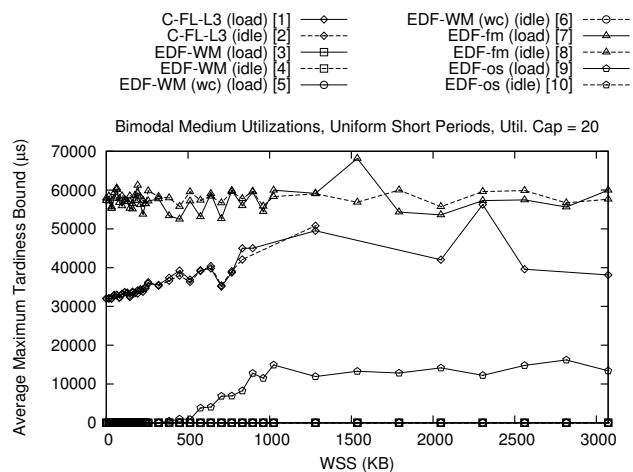 C-FL-L3 (load) [1]
C-FL-L3 (idle) [2]
EDF-WM (load) [3]
EDF-WM (idle) [4]
EDF-WM (wc) (load) [5]
EDF-WM (wc) (idle) [6]
EDF-fm (load) [7]
EDF-fm (idle) [8]
EDF-os (load) [9]
EDF-os (idle) [10]
Bimodal Medium Utilizations, Uniform Short Periods, Util. Cap = 20
Average Maximum Tardiness Bound (µs)
70000
60000
50000
40000
30000
20000
10000
0
0 500 1000 1500 2000 2500 3000
WSS (KB)